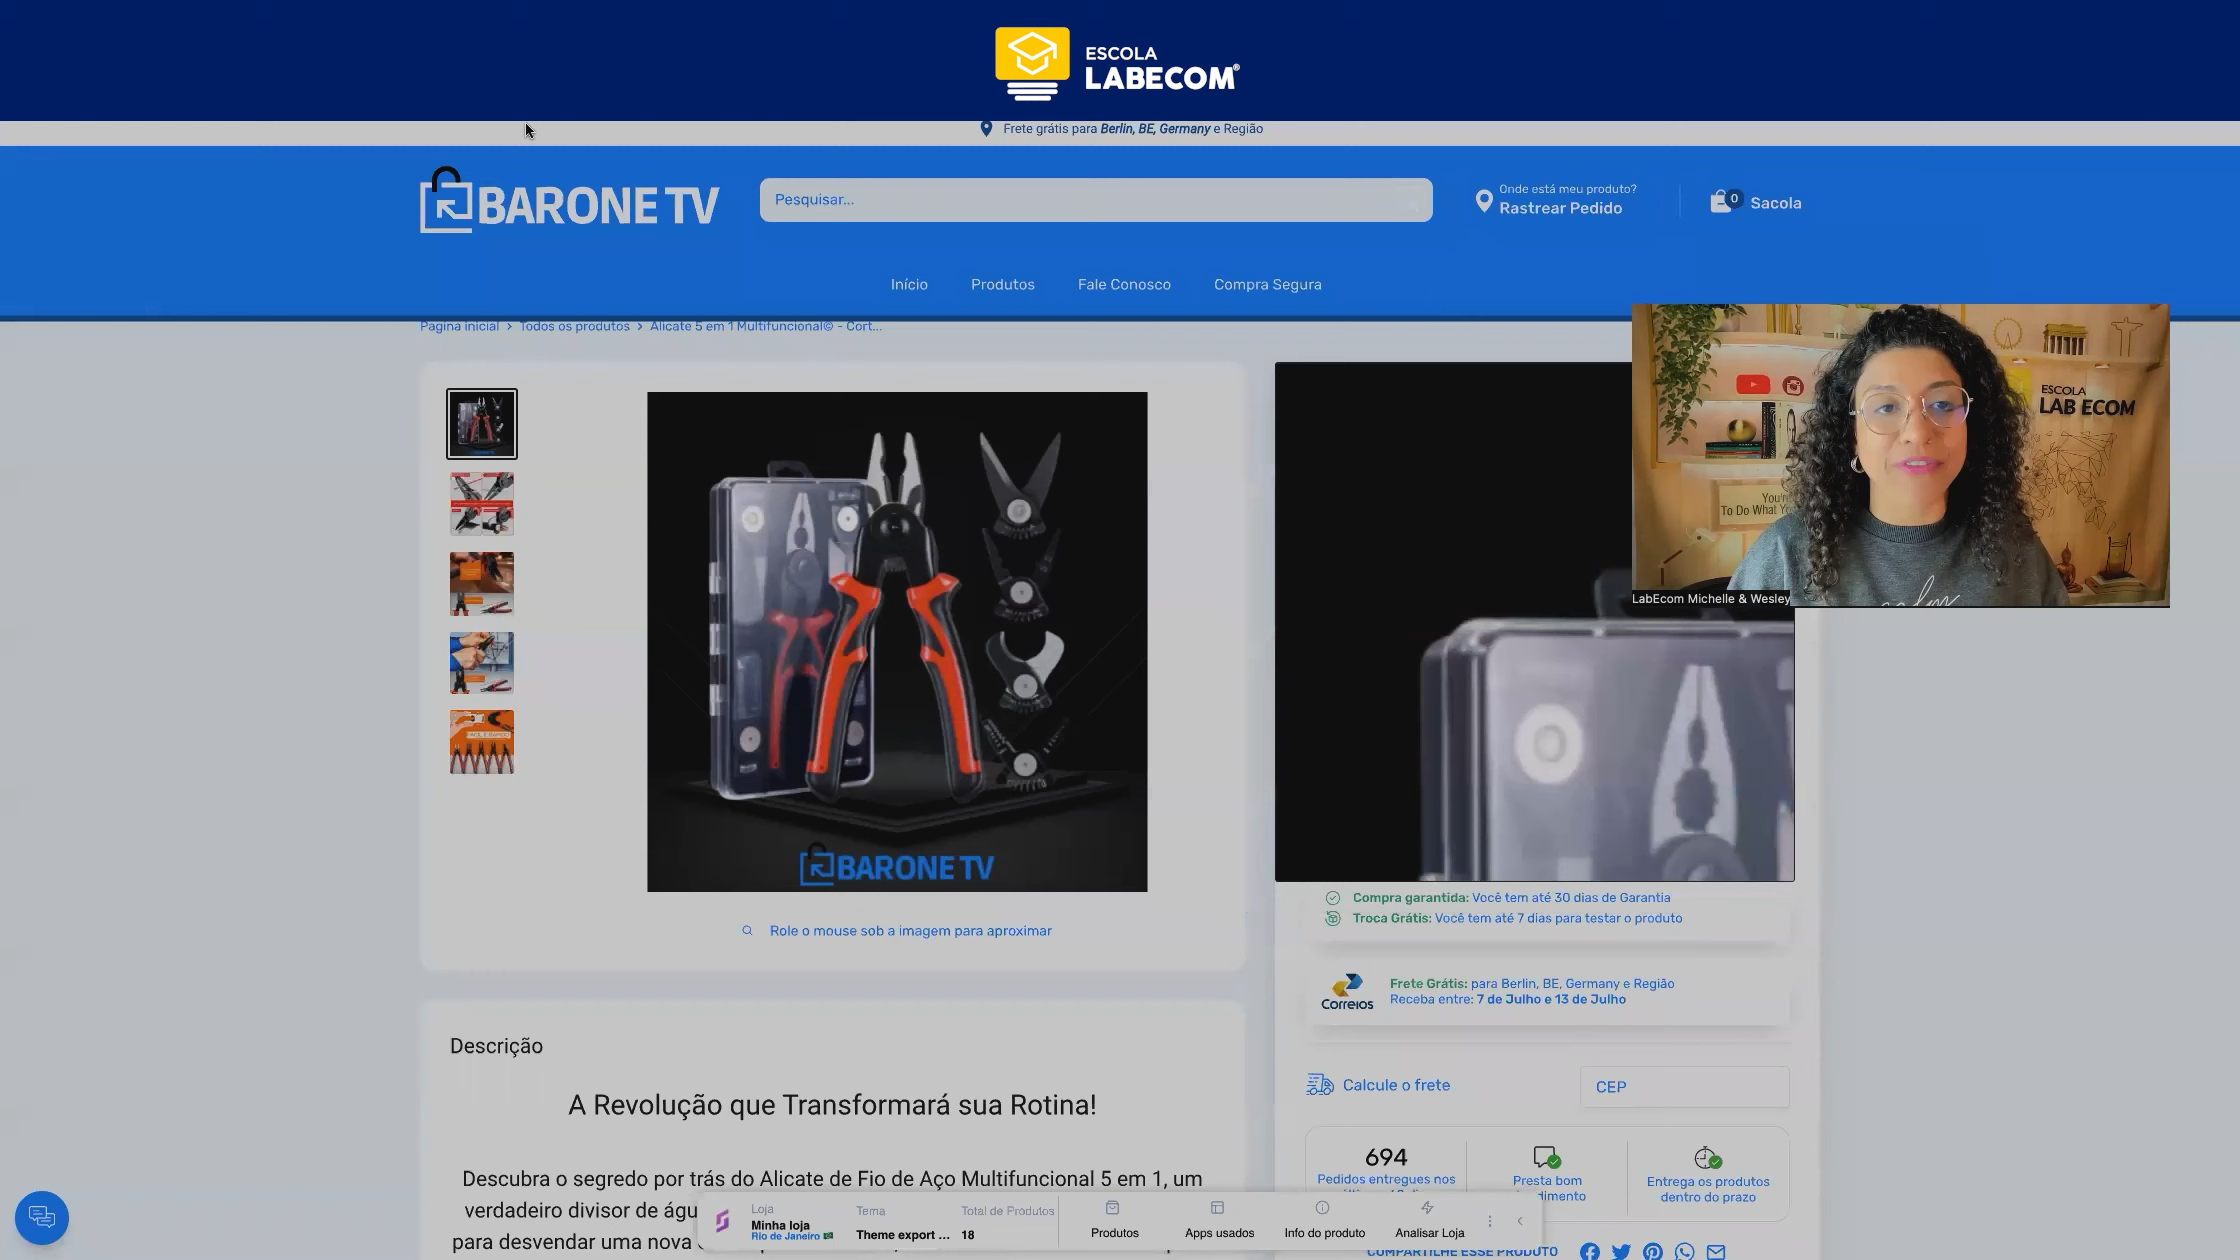 ESCOLA
LABECOM®
Frete grátis para Berlin, BE, Germany e Região
BARONE TV
Pesquisar...
Onde está meu produto?
Rastrear Pedido
0
Sacola
Início
Produtos
Fale Conosco
Compra Segura
Página inicial > Todos os produtos > Alicate 5 em 1 Multifuncional© - Cort...
ESCOLA
LAB ECOM
You're
To Do What
LabEcom Michelle & Wesley
BARONE TV
Role o mouse sob a imagem para aproximar
Compra garantida: Você tem até 30 dias de Garantia
Troca Grátis: Você tem até 7 dias para testar o produto
Correios
Frete Grátis: para Berlin, BE, Germany e Região
Receba entre: 7 de Julho e 13 de Julho
Calcule o frete
CEP
694
Pedidos entregues nos
Presta bom
Entrega os produtos
dentro do prazo
COMPARTILHE ESSE PRODUTO
Descrição
A Revolução que Transformará sua Rotina!
Descubra o segredo por trás do Alicate de Fio de Aço Multifuncional 5 em 1, um
verdadeiro divisor de
para desvendar uma nova
Loja
Minha loja
Rio de Janeiro
Tema
Theme export ...
Total de Produtos
18
Produtos
Apps usados
Info do produto
Analisar Loja